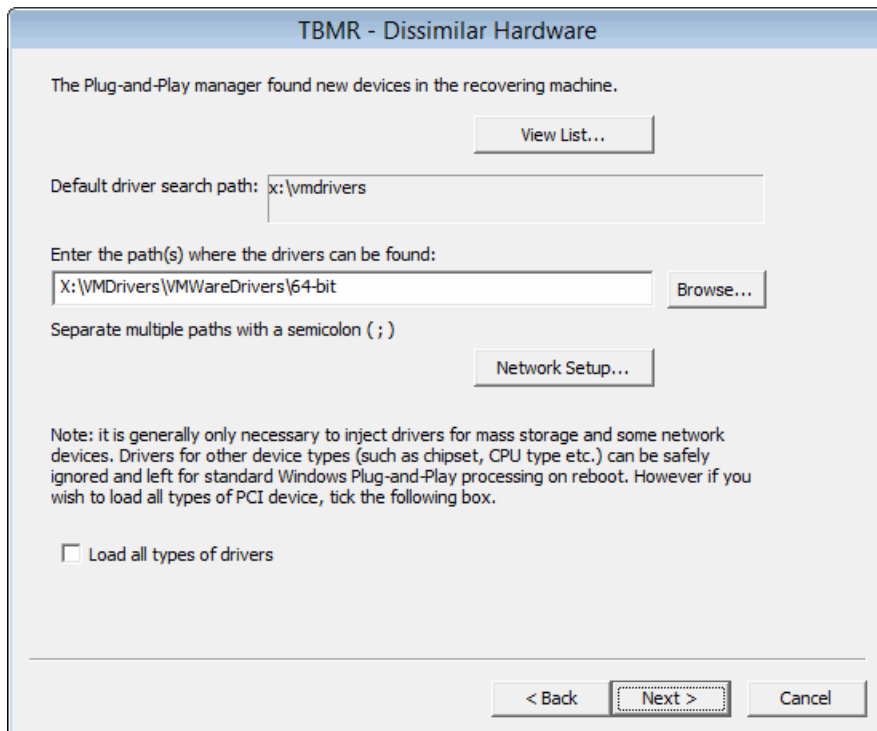 TBMR - Dissimilar Hardware
The Plug-and-Play manager found new devices in the recovering machine.
View List...
Default driver search path: x:\vmdrivers
Enter the path(s) where the drivers can be found:
X:\VMDrivers\VMWareDrivers\64-bit
Browse...
Separate multiple paths with a semicolon ( ; )
Network Setup...
Note: it is generally only necessary to inject drivers for mass storage and some network
devices. Drivers for other device types (such as chipset, CPU type etc.) can be safely
ignored and left for standard Windows Plug-and-Play processing on reboot. However if you
wish to load all types of PCI device, tick the following box.
Load all types of drivers
< Back Next > Cancel